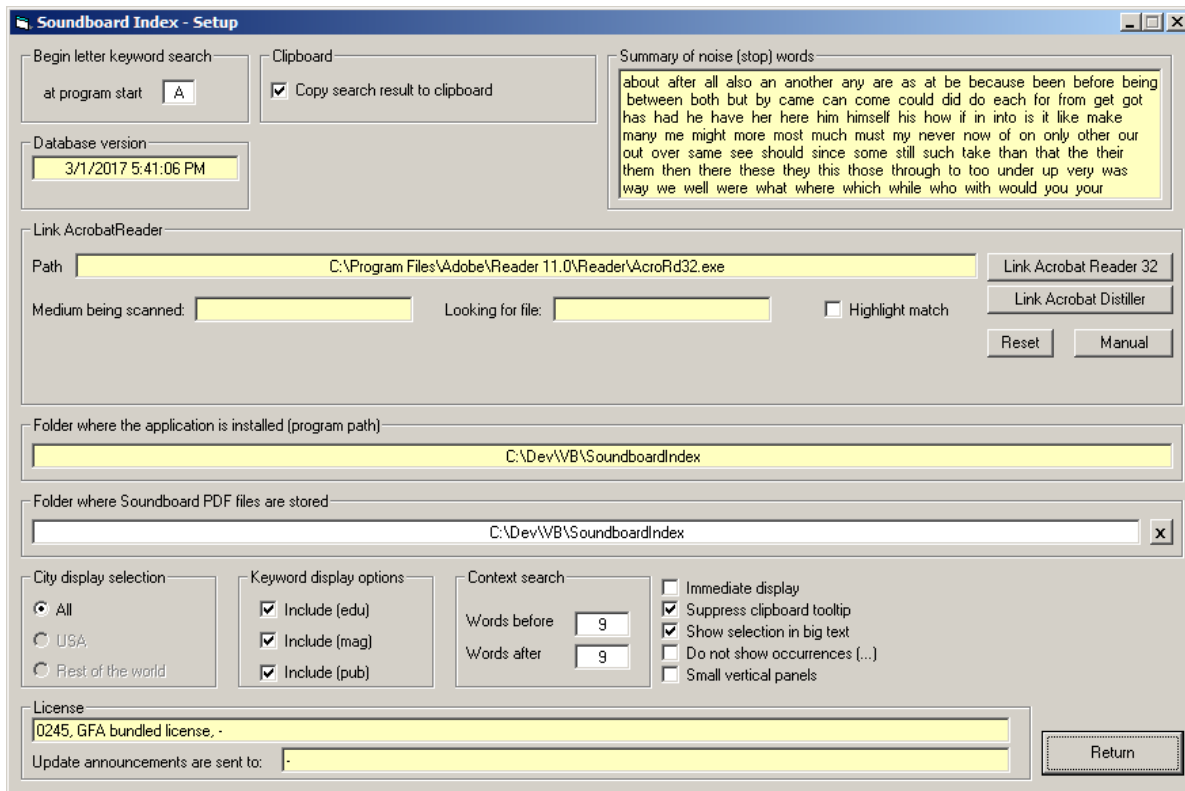 Soundboard Index - Setup
Begin letter keyword search
at program start A
Clipboard
Copy search result to clipboard
Summary of noise (stop) words
about after all also an another any are as at be because been before being
between both but by came can come could did do each for from get got
has had he have her here him himself his how if in into is it like make
many me might more most much must my never now of on only other our
out over same see should since some still such take than that the their
them then there these they this those through to too under up very was
way we well were what where which while who with would you your
Database version
3/1/2017 5:41:06 PM
Link AcrobatReader
Path C:\Program Files\Adobe\Reader 11.0\Reader\AcroRd32.exe Link Acrobat Reader 32
Link Acrobat Distiller
Medium being scanned: Looking for file: Highlight match
Reset Manual
Folder where the application is installed (program path)
C:\Dev\VB\SoundboardIndex
Folder where Soundboard PDF files are stored
C:\Dev\VB\SoundboardIndex x
City display selection
All
USA
Rest of the world
Keyword display options
Include (edu)
Include (mag)
Include (pub)
Context search
Words before 9
Words after 9
Immediate display
Suppress clipboard tooltip
Show selection in big text
Do not show occurrences (...)
Small vertical panels
License
0245, GFA bundled license, -
Update announcements are sent to: -
Return